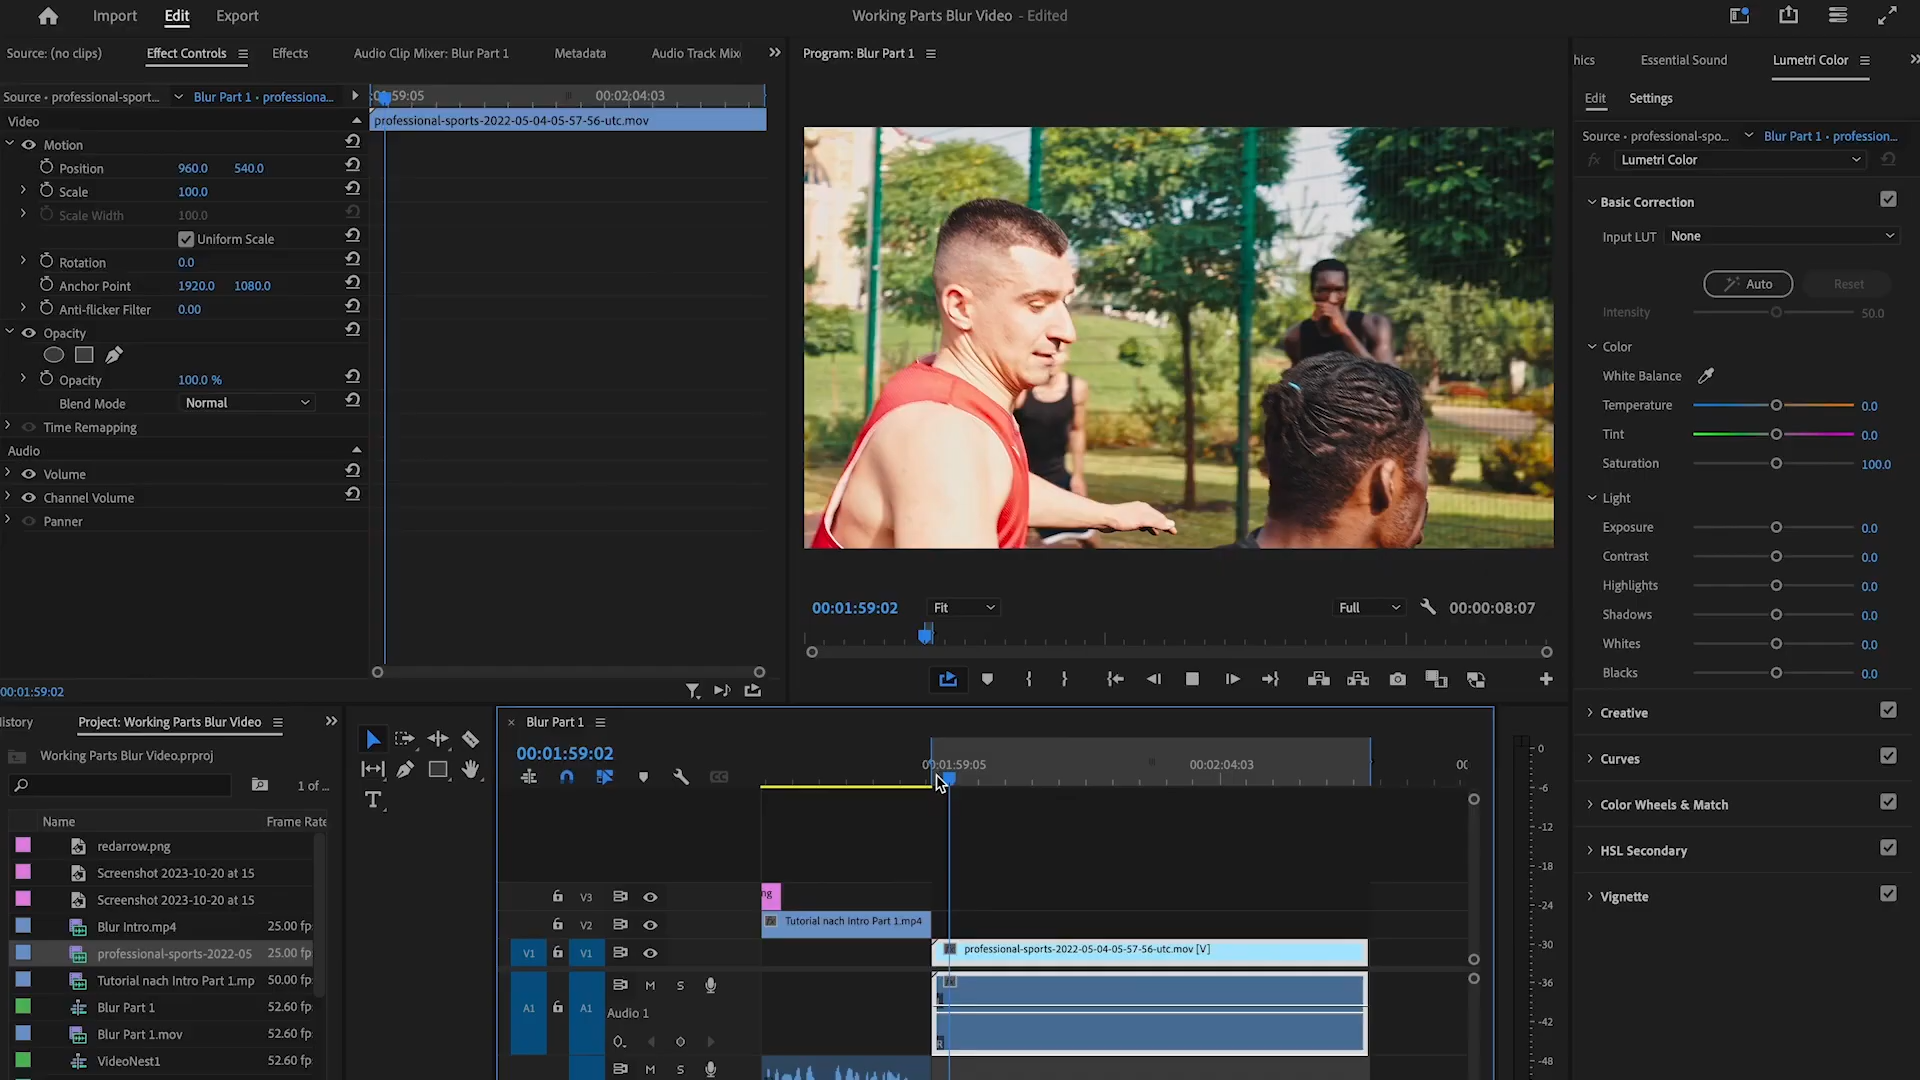 Import Edit Export Working Parts Blur Video - Edited
Source: (no clips) Effect Controls Effects Audio Clip Mixer: Blur Part 1 Metadata Audio Track Mix
Source • professional-sport... Blur Part 1 • professiona...
:59:05 00:02:04:03
professional-sports-2022-05-04-05-57-56-utc.mov
Video
Motion
Position 960.0 540.0
Scale 100.0
Scale Width 100.0
Uniform Scale
Rotation 0.0
Anchor Point 1920.0 1080.0
Anti-flicker Filter 0.00
Opacity
Opacity 100.0 %
Blend Mode Normal
Time Remapping
Audio
Volume
Channel Volume
Panner
00:01:59:02
Program: Blur Part 1
00:01:59:02 Fit Full 00:00:08:07
hics Essential Sound Lumetri Color
Edit Settings
Source • professional-spo... Blur Part 1 • profession...
fx Lumetri Color
Basic Correction
Input LUT None
Auto Reset
Intensity 50.0
Color
White Balance
Temperature 0.0
Tint 0.0
Saturation 100.0
Light
Exposure 0.0
Contrast 0.0
Highlights 0.0
Shadows 0.0
Whites 0.0
Blacks 0.0
Creative
Curves
Color Wheels & Match
HSL Secondary
Vignette
istory Project: Working Parts Blur Video
Working Parts Blur Video.prproj
1 of ...
Name Frame Rate
redarrow.png
Screenshot 2023-10-20 at 15
Screenshot 2023-10-20 at 15
Blur Intro.mp4 25.00 fp
professional-sports-2022-05 25.00 fp
Tutorial nach Intro Part 1.mp 50.00 fp
Blur Part 1 52.60 fp
Blur Part 1.mov 52.60 fp
VideoNest1 52.60 fp
T
× Blur Part 1
00:01:59:02
CC
00:01:59:05 00:02:04:03 00
V3 ng
V2 Tutorial nach Intro Part 1.mp4
V1 V1 professional-sports-2022-05-04-05-57-56-utc.mov [V]
A1 A1 M S
Audio 1
R
M S
0
-6
-12
-18
-24
-30
-36
-42
-48